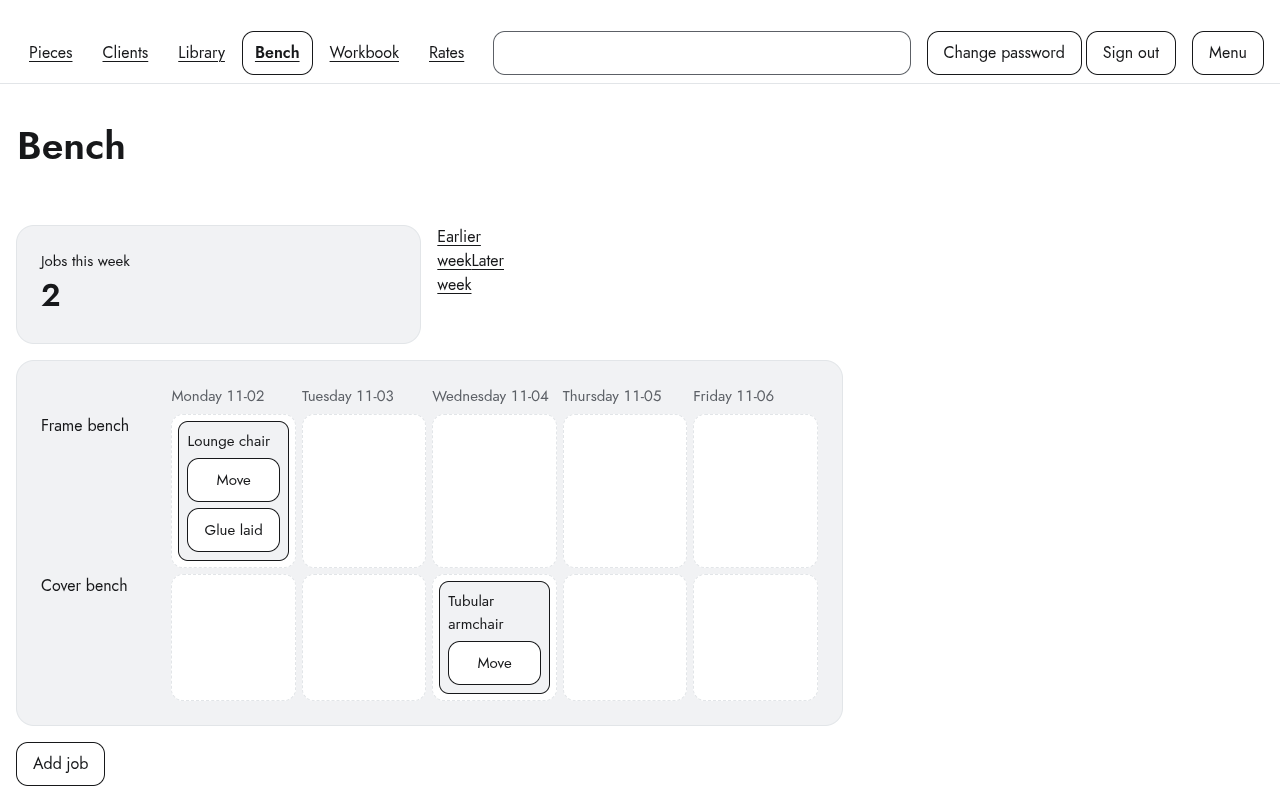 Pieces Clients Library Bench Workbook Rates Change password Sign out Menu
Bench
Jobs this week
2
Earlier
weekLater
week
Monday 11-02 Tuesday 11-03 Wednesday 11-04 Thursday 11-05 Friday 11-06
Frame bench
Lounge chair
Move
Glue laid
Cover bench
Tubular
armchair
Move
Add job